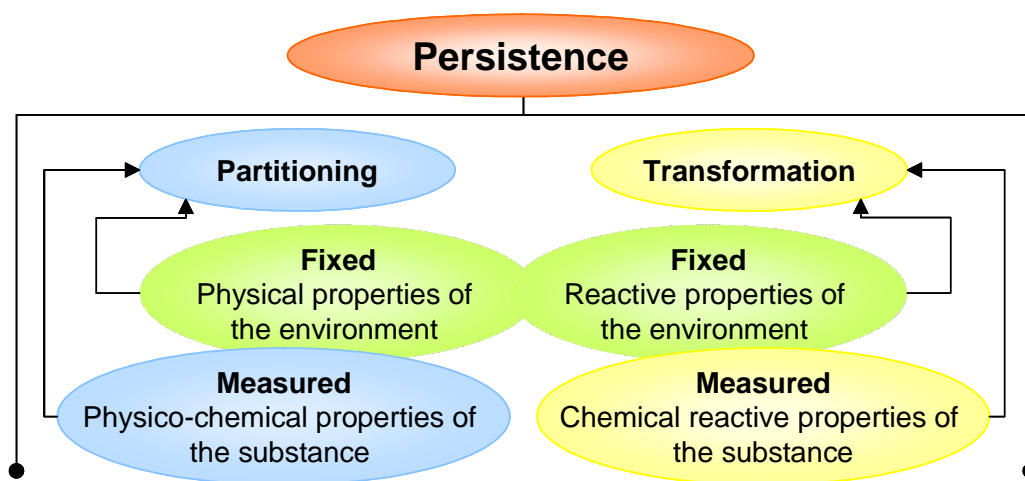 Persistence
Partitioning
Transformation
Fixed
Physical properties of
the environment
Fixed
Reactive properties of
the environment
Measured
Physico-chemical properties of
the substance
Measured
Chemical reactive properties of
the substance